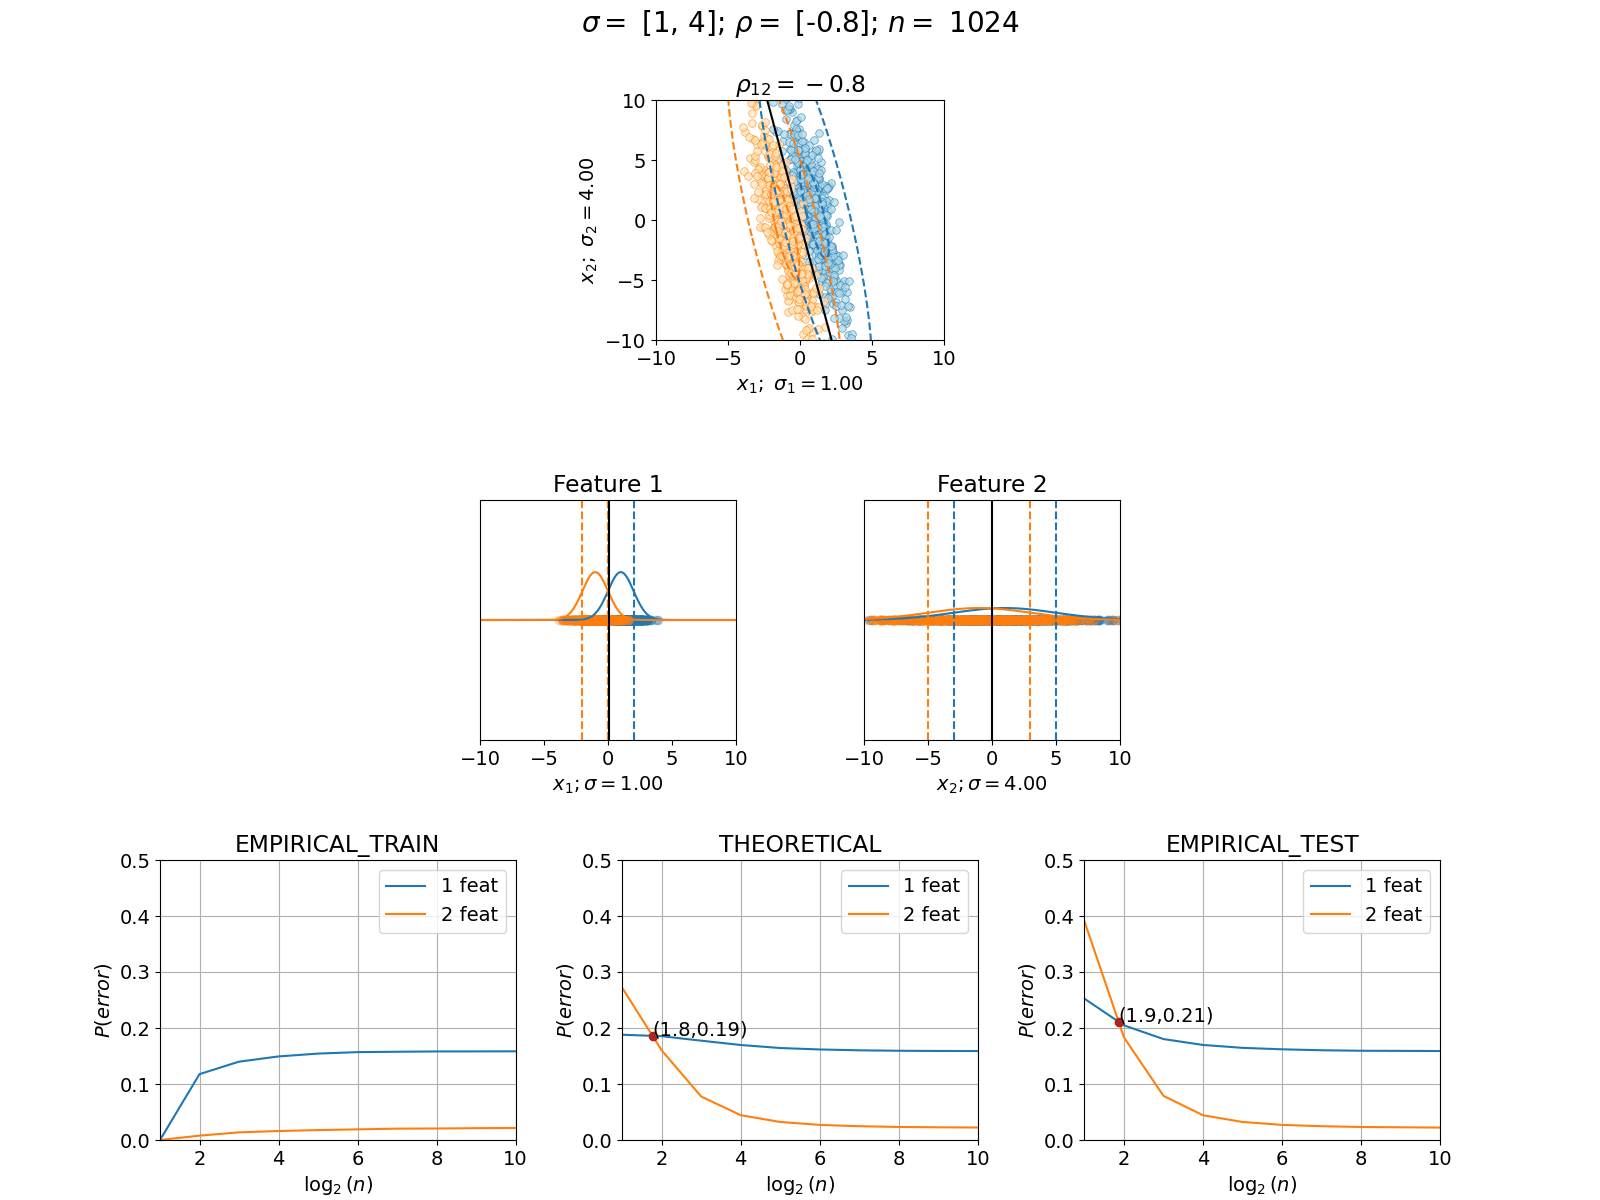 σ = [1, 4]; ρ = [-0.8]; n = 1024
ρ₁₂ = −0.8
10
5
0
−5
−10
x₂; σ₂ = 4.00
−10 −5 0 5 10
x₁; σ₁ = 1.00
Feature 1
−10 −5 0 5 10
x₁; σ = 1.00
Feature 2
−10 −5 0 5 10
x₂; σ = 4.00
EMPIRICAL_TRAIN
1 feat
2 feat
0.5
0.4
0.3
0.2
0.1
0.0
P(error)
2 4 6 8 10
log₂ (n)
THEORETICAL
1 feat
2 feat
(1.8,0.19)
0.5
0.4
0.3
0.2
0.1
0.0
P(error)
2 4 6 8 10
log₂ (n)
EMPIRICAL_TEST
1 feat
2 feat
(1.9,0.21)
0.5
0.4
0.3
0.2
0.1
0.0
P(error)
2 4 6 8 10
log₂ (n)